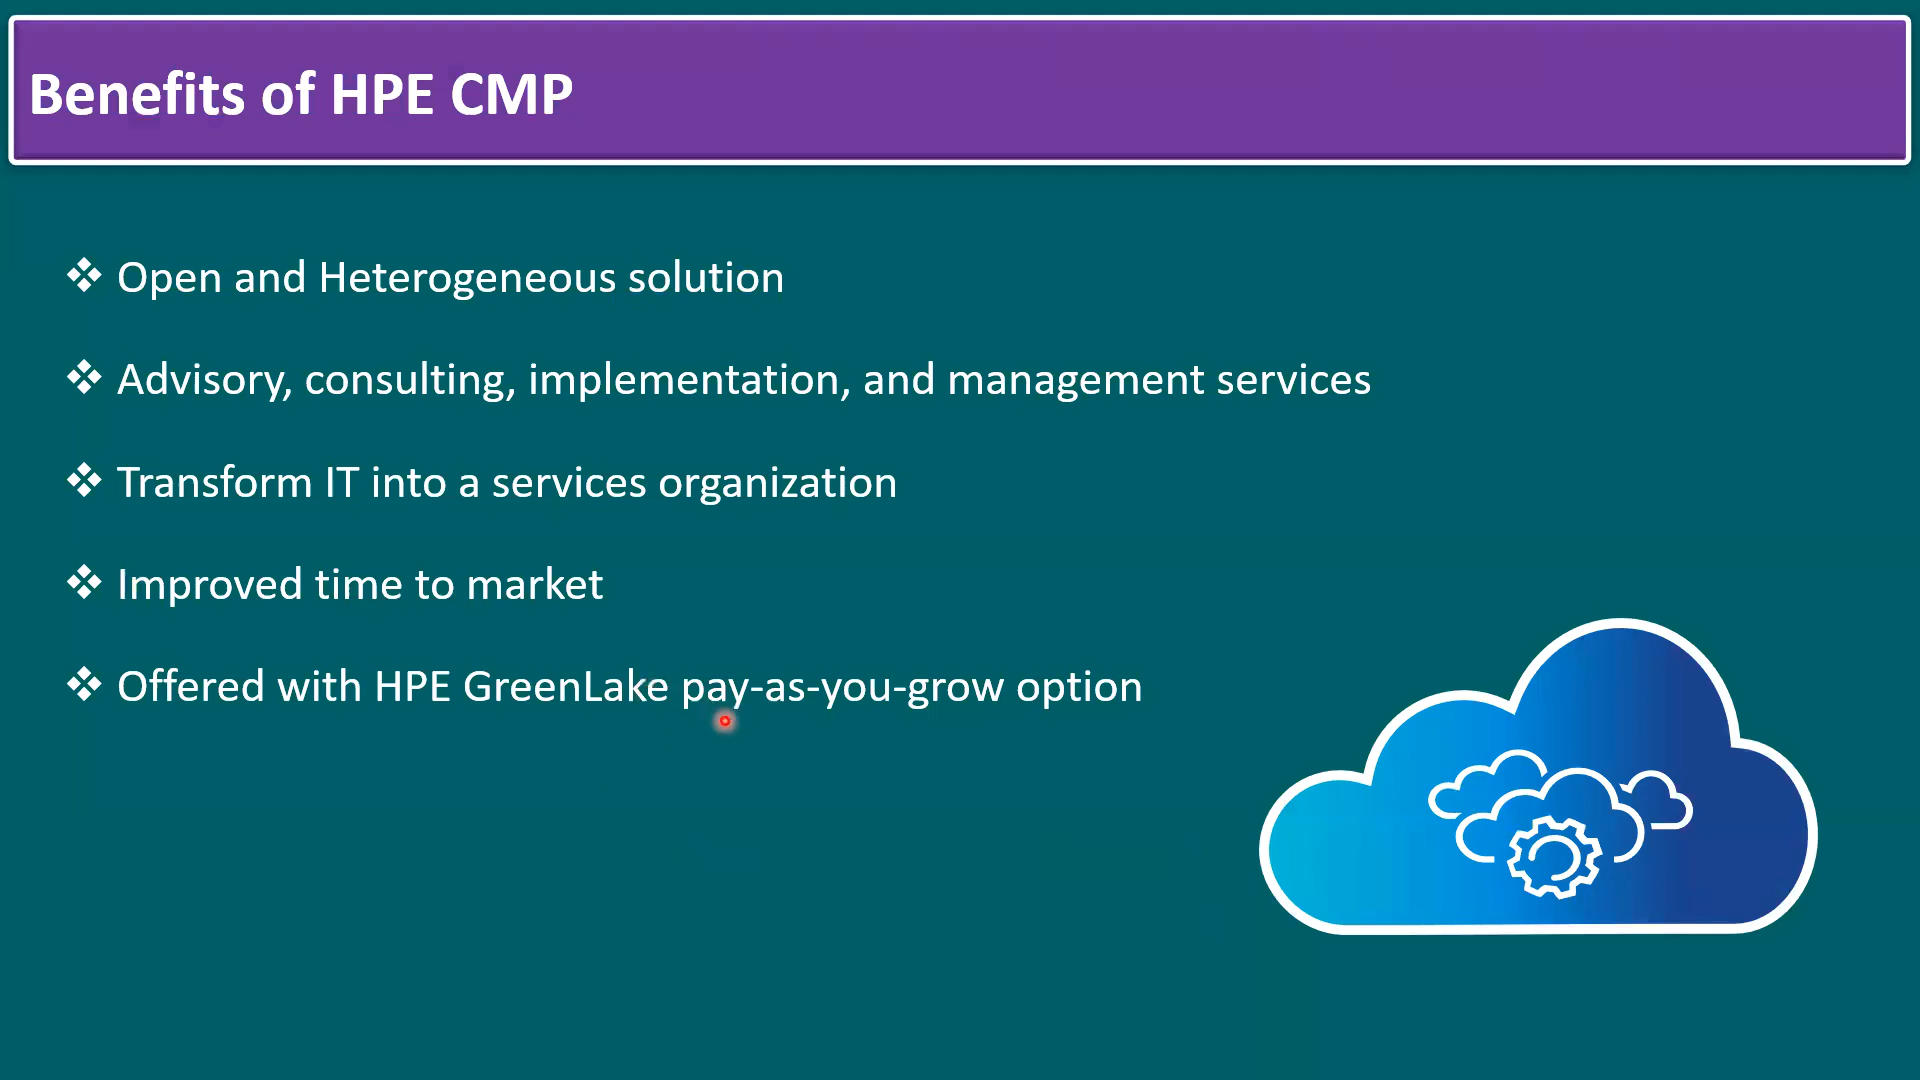 Benefits of HPE CMP
❖ Open and Heterogeneous solution
❖ Advisory, consulting, implementation, and management services
❖ Transform IT into a services organization
❖ Improved time to market
❖ Offered with HPE GreenLake pay-as-you-grow option